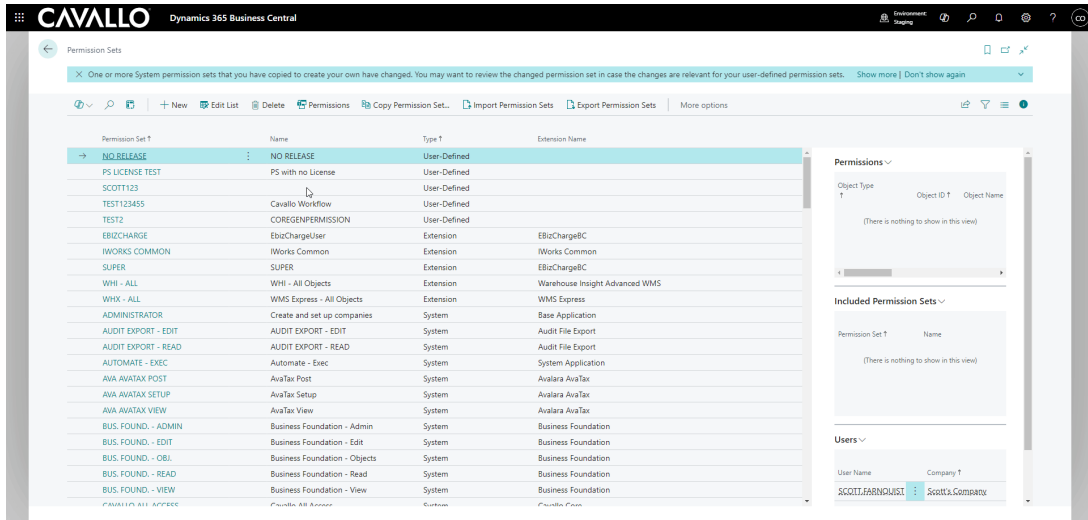 CAVALLO Dynamics 365 Business Central Environment: Staging ? CO
Permission Sets
One or more System permission sets that you have copied to create your own have changed. You may want to review the changed permission set in case the changes are relevant for your user-defined permission sets. Show more | Don't show again
New Edit List Delete Permissions Copy Permission Set... Import Permission Sets Export Permission Sets More options
Permission Set ↑ Name Type ↑ Extension Name
→ NO RELEASE NO RELEASE User-Defined
PS LICENSE TEST PS with no License User-Defined
SCOTT123 User-Defined
TEST123455 Cavallo Workflow User-Defined
TEST2 COREGENPERMISSION User-Defined
EBIZCHARGE EbizChargeUser Extension EBizChargeBC
IWORKS COMMON IWorks Common Extension IWorks Common
SUPER SUPER Extension EBizChargeBC
WHI - ALL WHI - All Objects Extension Warehouse Insight Advanced WMS
WHX - ALL WMS Express - All Objects Extension WMS Express
ADMINISTRATOR Create and set up companies System Base Application
AUDIT EXPORT - EDIT AUDIT EXPORT - EDIT System Audit File Export
AUDIT EXPORT - READ AUDIT EXPORT - READ System Audit File Export
AUTOMATE - EXEC Automate - Exec System System Application
AVA AVATAX POST AvaTax Post System Avalara AvaTax
AVA AVATAX SETUP AvaTax Setup System Avalara AvaTax
AVA AVATAX VIEW AvaTax View System Avalara AvaTax
BUS. FOUND. - ADMIN Business Foundation - Admin System Business Foundation
BUS. FOUND. - EDIT Business Foundation - Edit System Business Foundation
BUS. FOUND. - OBJ. Business Foundation - Objects System Business Foundation
BUS. FOUND. - READ Business Foundation - Read System Business Foundation
BUS. FOUND. - VIEW Business Foundation - View System Business Foundation
CAVALLO ALL ACCESS Cavallo All Access System Cavallo Core
Permissions
Object Type ↑ Object ID ↑ Object Name
(There is nothing to show in this view)
Included Permission Sets
Permission Set ↑ Name
(There is nothing to show in this view)
Users
User Name Company ↑
SCOTT.FARNQUIST Scott's Company